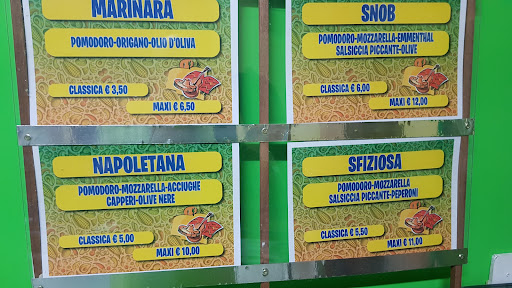 MARINARA
POMODORO-ORIGANO-OLIO D'OLIVA
CLASSICA € 3,50
MAXI € 6,50
SNOB
POMODORO-MOZZARELLA-EMMENTHAL
SALSICCIA PICCANTE-OLIVE
CLASSICA € 6,00
MAXI € 12,00
NAPOLETANA
POMODORO-MOZZARELLA-ACCIUGHE
CAPPERI-OLIVE NERE
CLASSICA € 5,00
MAXI € 10,00
SFIZIOSA
POMODORO-MOZZARELLA
SALSICCIA PICCANTE-PEPERONI
CLASSICA € 5,50
MAXI € 11,00